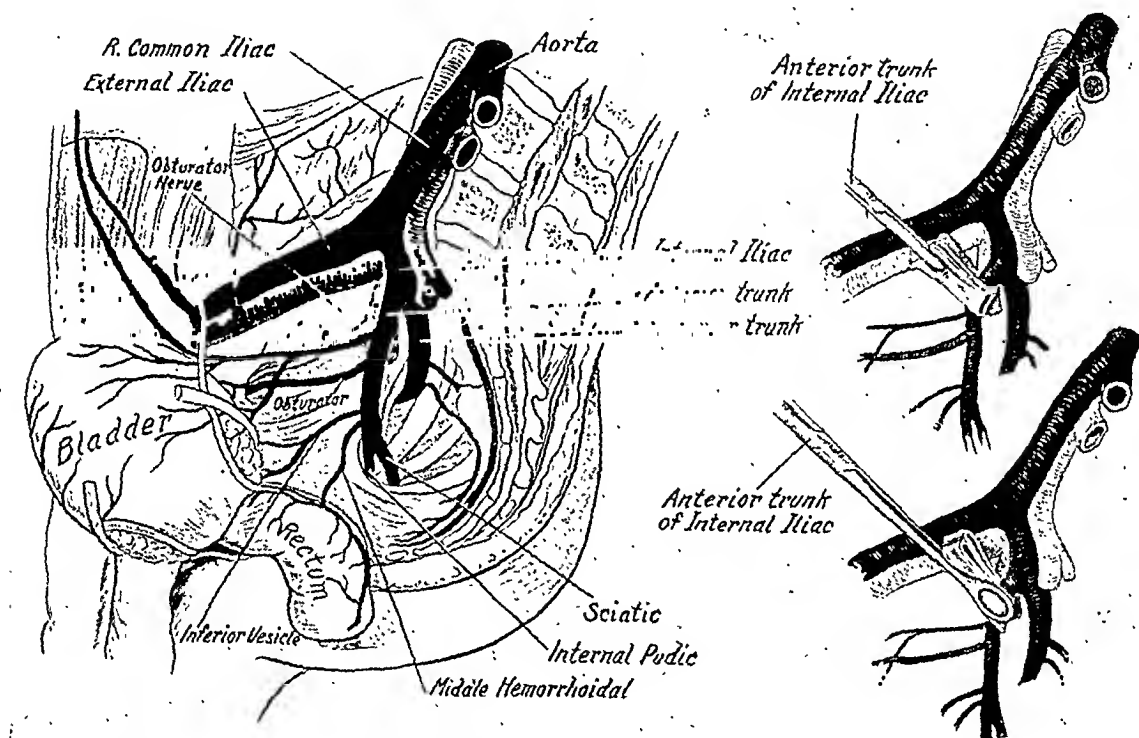 R. Common Iliac
External Iliac
Aorta
Obturator
Nerve
Iliac
trunk
trunk
Obturator
Bladder
Rectum
Inferior Vesicle
Sciatic
Internal Pudic
Middle Hemorrhoidal
Anterior trunk
of Internal Iliac
Anterior trunk
of Internal Iliac